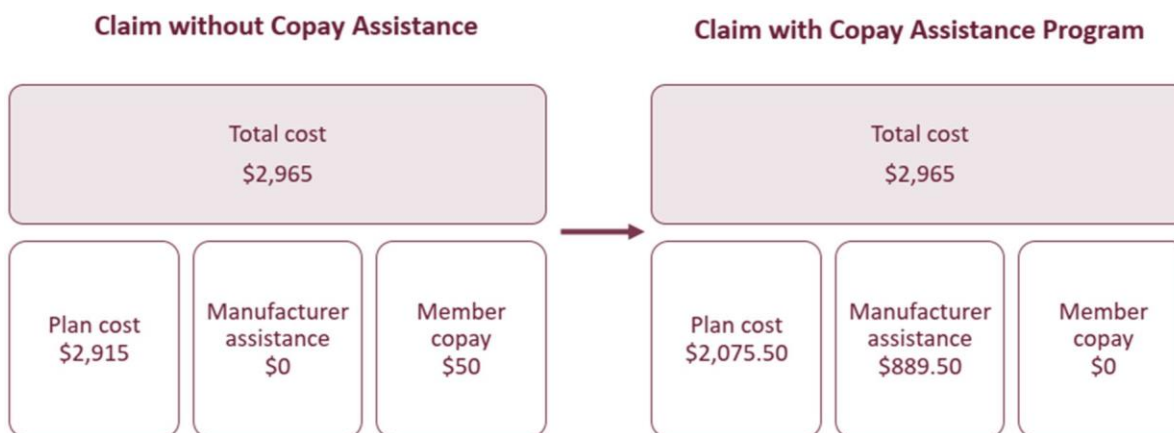 Claim without Copay Assistance
Total cost
$2,965
Plan cost
$2,915
Manufacturer
assistance
$0
Member
copay
$50
Claim with Copay Assistance Program
Total cost
$2,965
Plan cost
$2,075.50
Manufacturer
assistance
$889.50
Member
copay
$0